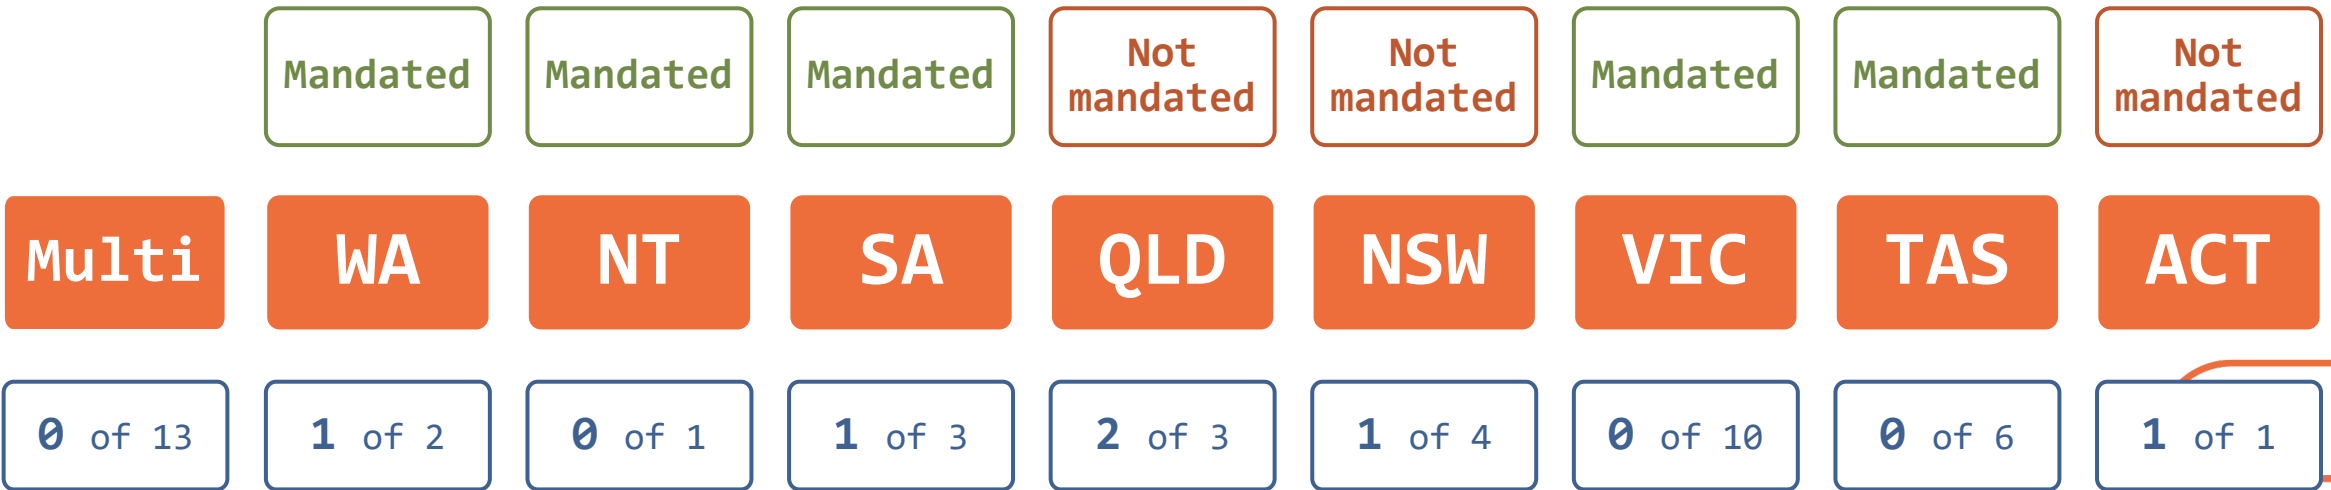 Mandated Mandated Mandated Not mandated Not mandated Mandated Mandated Not mandated
Multi WA NT SA QLD NSW VIC TAS ACT
0 of 13 1 of 2 0 of 1 1 of 3 2 of 3 1 of 4 0 of 10 0 of 6 1 of 1